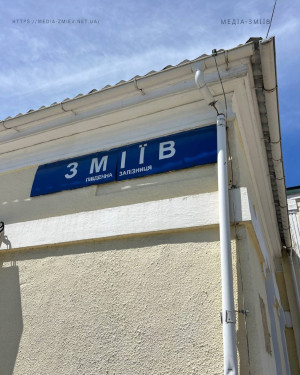 HTTPS://MEDIA-ZMIEV.NET.UA/
МЕДІА-ЗМІЇВ
ЗМІЇВ
ПІВДЕННА ЗАЛІЗНИЦЯ